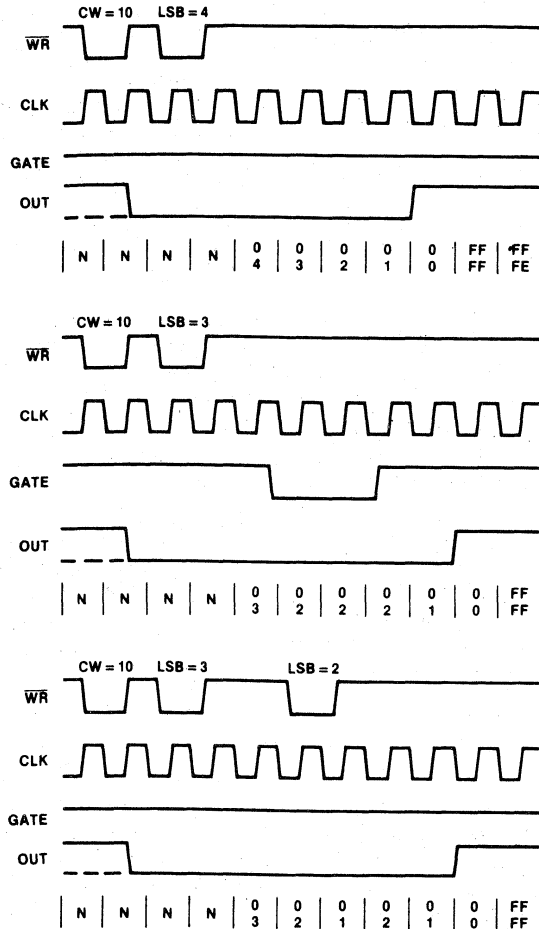 CW = 10 LSB = 4
WR
CLK
GATE
OUT
| N | N | N | N | 0 | 0 | 0 | 0 | 0 | FF | FF |
4 3 2 1 0 FF FE
CW = 10 LSB = 3
WR
CLK
GATE
OUT
| N | N | N | N | 0 | 0 | 0 | 0 | 0 | 0 | FF
3 2 2 2 1 0 FF
CW = 10 LSB = 3 LSB = 2
WR
CLK
GATE
OUT
| N | N | N | N | 0 | 0 | 0 | 0 | 0 | 0 | FF
3 2 1 2 1 0 FF